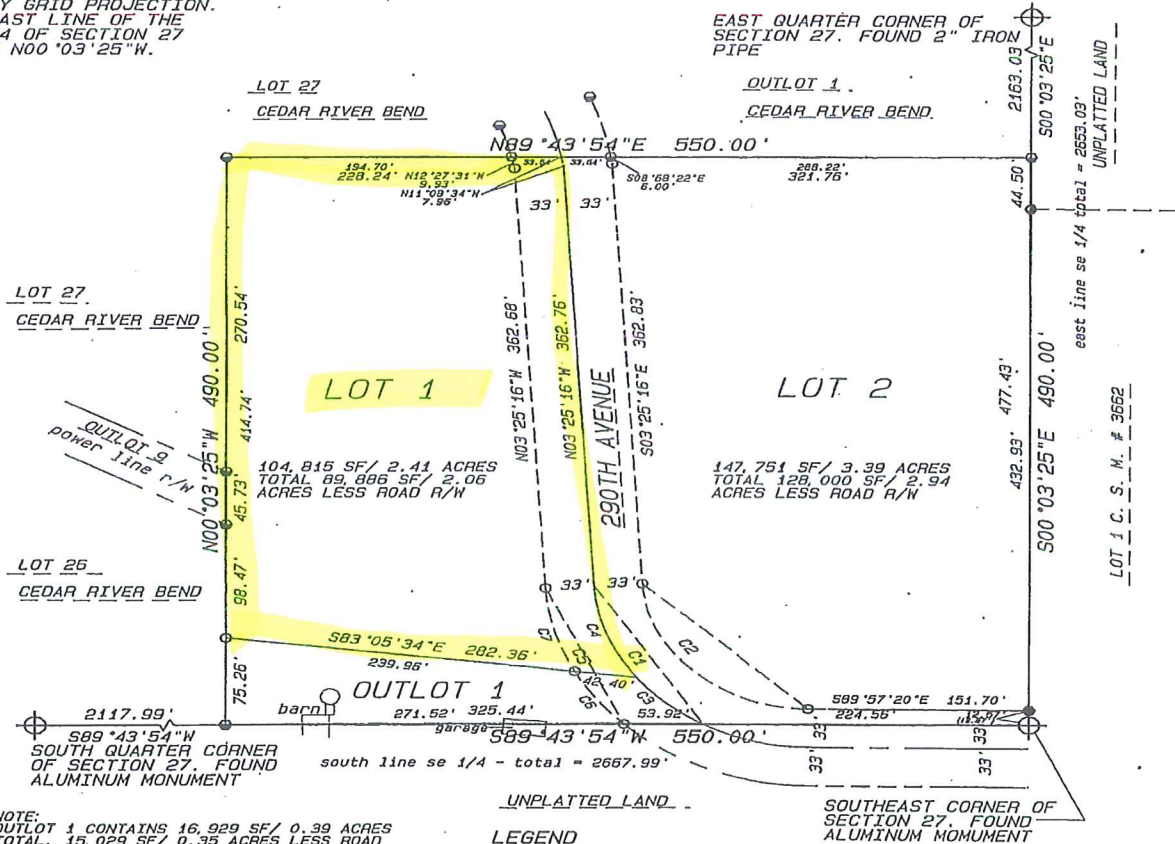 Y GRID PROJECTION.
AST LINE OF THE
4 OF SECTION 27
N00°03'25"W.
EAST QUARTER CORNER OF
SECTION 27. FOUND 2" IRON
PIPE
2163.03
S00°03'25"E
UNPLATTED LAND
LOT 27
CEDAR RIVER BEND
OUTLOT 1
CEDAR RIVER BEND
N89°43'54"E 550.00'
194.70'
53.54'
33.54'
288.22'
228.24'
N12°27'31"W
9.93'
N11°09'34"W
7.95'
S08°58'22"E
6.00'
321.76'
44.50'
east line se 1/4 total = 2653.03'
33'
33'
LOT 27
CEDAR RIVER BEND
270.54'
N00°03'25"W 490.00'
414.74'
N03°25'16"W 362.68'
N03°25'16"W 362.76'
S03°25'16"E 362.83'
290TH AVENUE
477.43'
432.93'
S00°03'25"E 490.00'
LOT 1 C. S. M. # 3662
LOT 1
LOT 2
OUTLOT 9
power line r/w
104,815 SF/ 2.41 ACRES
TOTAL 89,886 SF/ 2.06
ACRES LESS ROAD R/W
147,751 SF/ 3.39 ACRES
TOTAL 128,000 SF/ 2.94
ACRES LESS ROAD R/W
45.73'
LOT 26
CEDAR RIVER BEND
98.47'
33'
33'
C7
C4
C1
C2
S83°05'34"E 282.36'
239.96'
C5
42.40'
C3
C6
75.26'
OUTLOT 1
S89°57'20"E 151.70'
224.56'
barn
2117.99'
S89°43'54"W
271.52'
325.44'
garage
53.92'
S89°43'54"W 550.00'
33'
33'
33'
33'
SOUTH QUARTER CORNER
OF SECTION 27. FOUND
ALUMINUM MONUMENT
south line se 1/4 - total = 2667.99'
UNPLATTED LAND
SOUTHEAST CORNER OF
SECTION 27. FOUND
ALUMINUM MOMUMENT
NOTE:
OUTLOT 1 CONTAINS 16,929 SF/ 0.39 ACRES
TOTAL, 15,029 SF/ 0.35 ACRES LESS ROAD
LEGEND